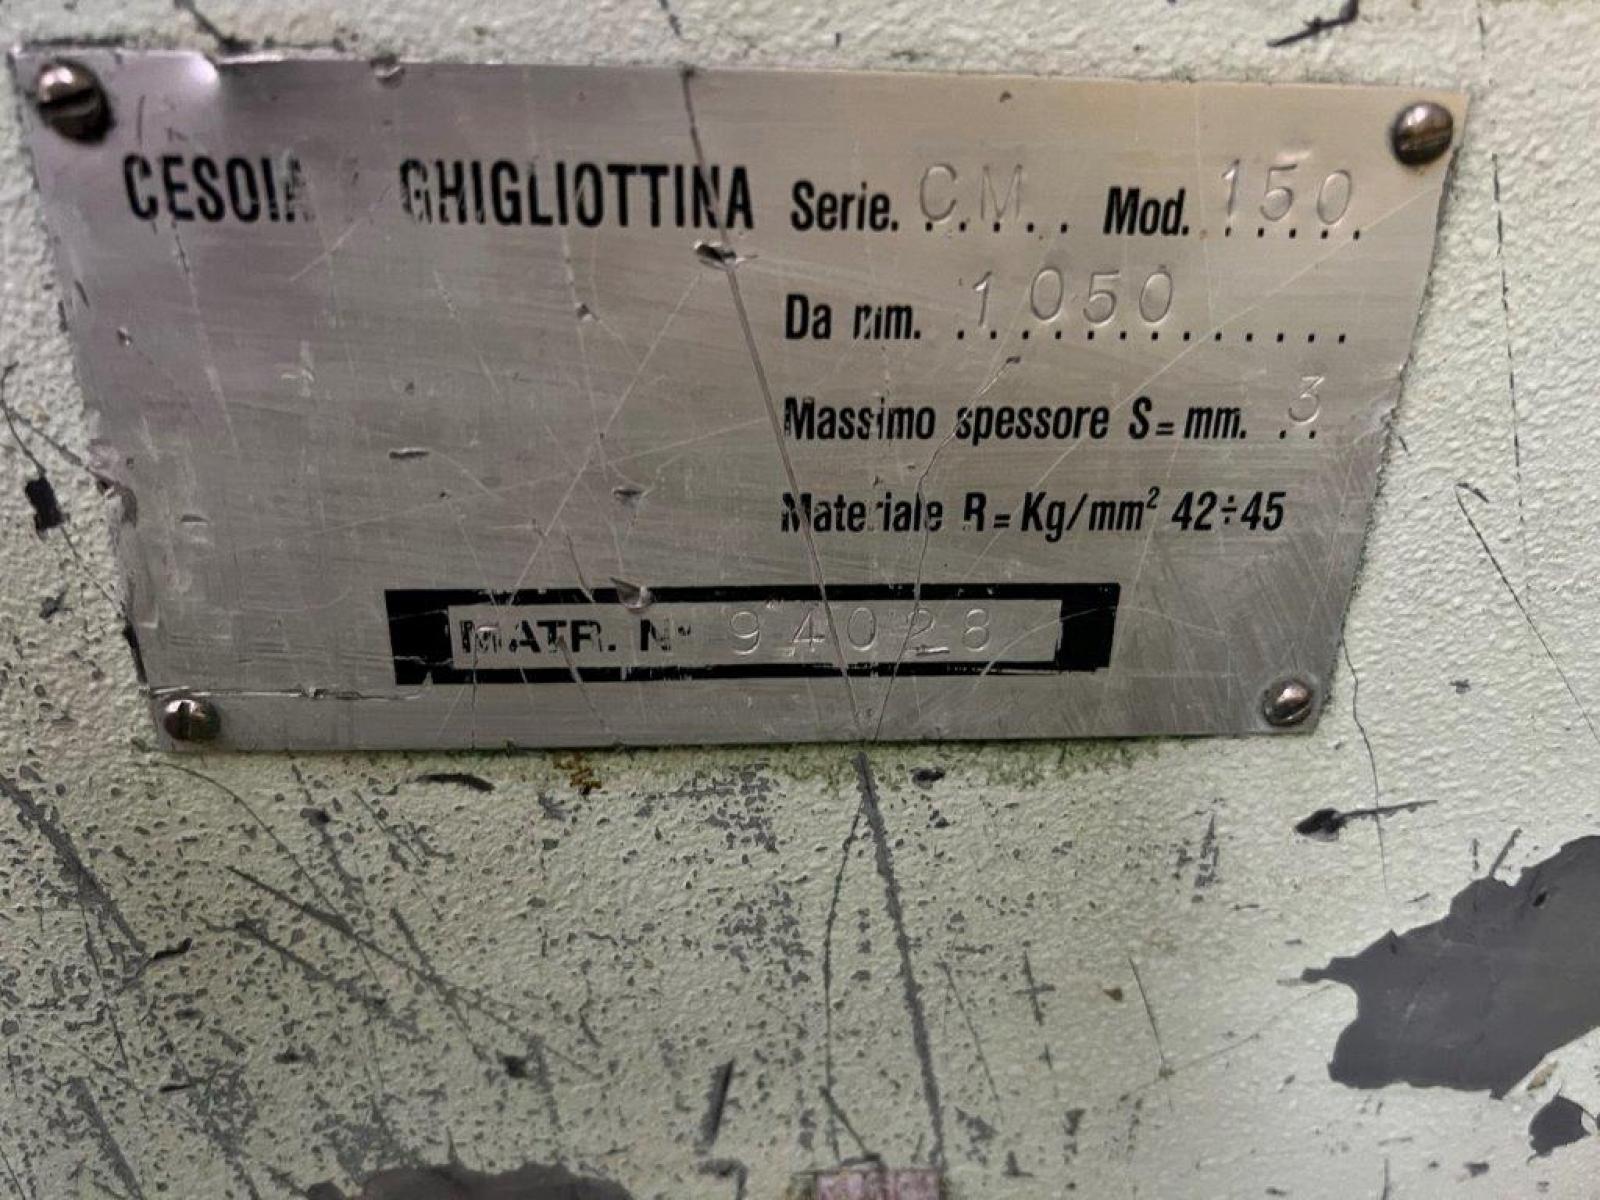 CESOIA GHIGLIOTTINA Serie. CM Mod. 150
Da mm. 1050
Massimo spessore S= mm. 3
Materiale R= Kg/mm² 42÷45
MATR. N° 94028